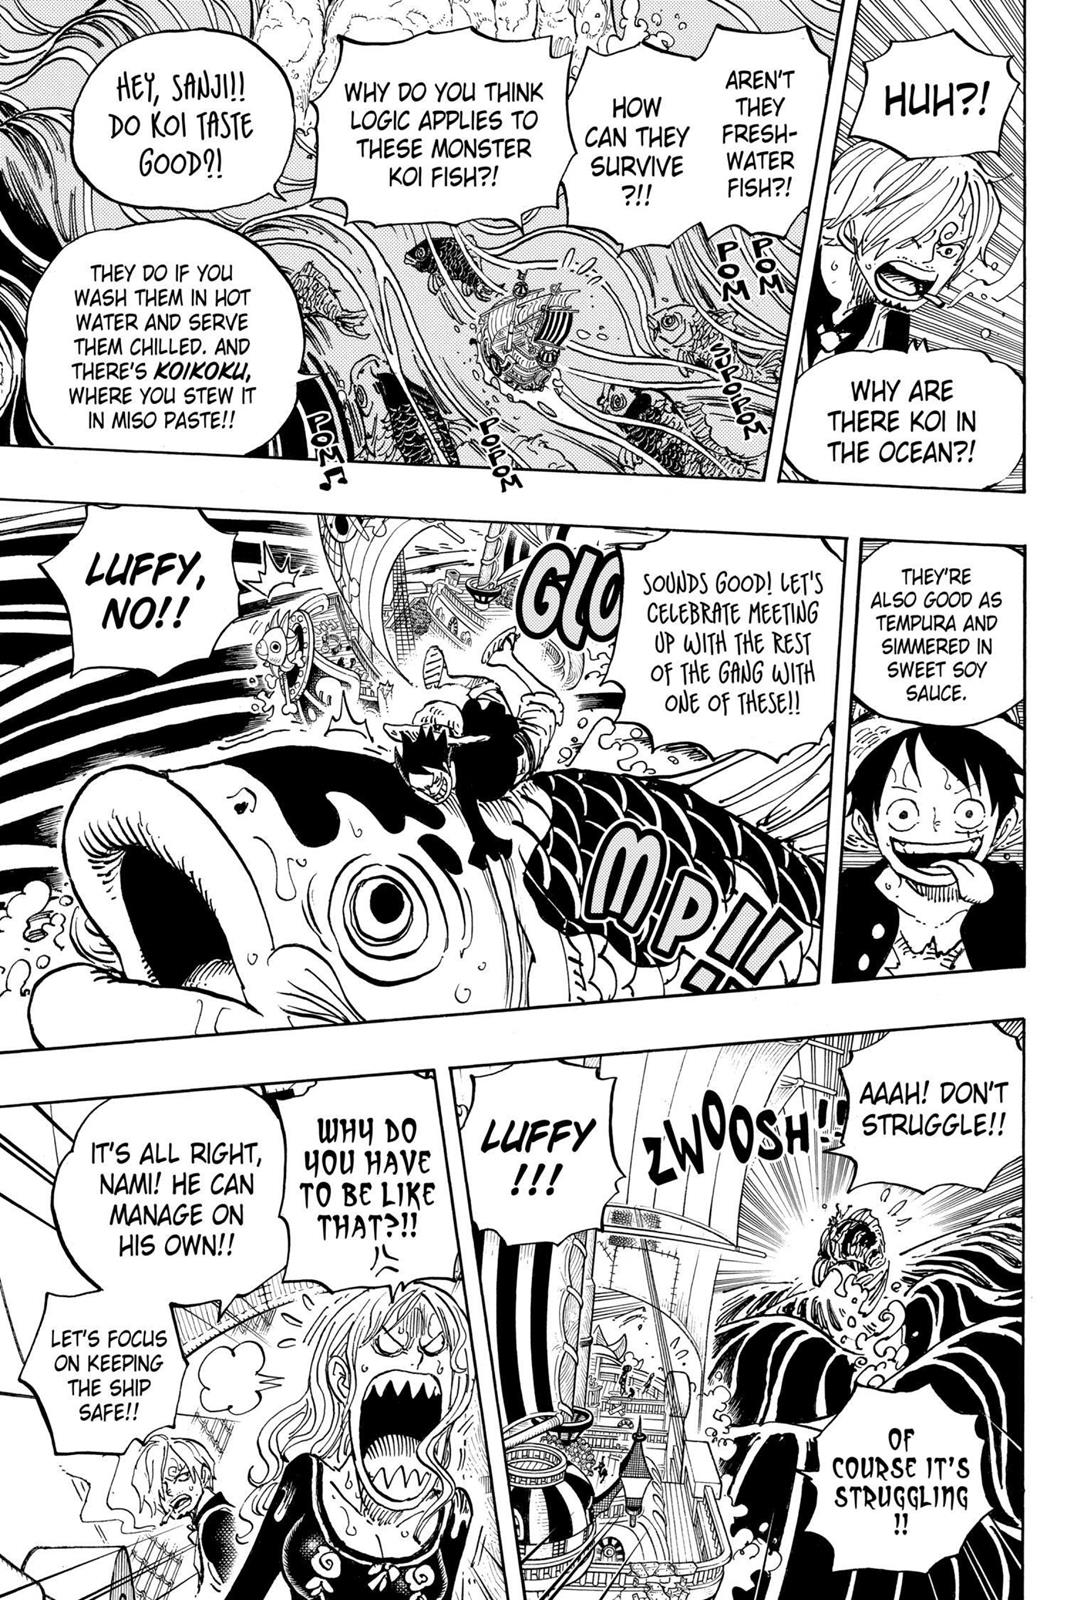 HUH?!
WHY ARE
THERE KOI IN
THE OCEAN?!
AREN'T
THEY
FRESH-
WATER
FISH?!
HOW
CAN THEY
SURVIVE
?!!
WHY DO YOU THINK
LOGIC APPLIES TO
THESE MONSTER
KOI FISH?!
HEY, SANJI!!
DO KOI TASTE
GOOD?!
THEY DO IF YOU
WASH THEM IN HOT
WATER AND SERVE
THEM CHILLED. AND
THERE'S KOIKOKU,
WHERE YOU STEW IT
IN MISO PASTE!!
POM
POM
SUPOPOM
POPOM
POM♫
THEY'RE
ALSO GOOD AS
TEMPURA AND
SIMMERED IN
SWEET SOY
SAUCE.
SOUNDS GOOD! LET'S
CELEBRATE MEETING
UP WITH THE REST
OF THE GANG WITH
ONE OF THESE!!
GLO
MP!!
LUFFY,
NO!!
AAAH! DON'T
STRUGGLE!!
OF
COURSE IT'S
STRUGGLING
!!
ZWOOSH!!
LUFFY
!!!
WHY DO
YOU HAVE
TO BE LIKE
THAT?!!
IT'S ALL RIGHT,
NAMI! HE CAN
MANAGE ON
HIS OWN!!
LET'S FOCUS
ON KEEPING
THE SHIP
SAFE!!